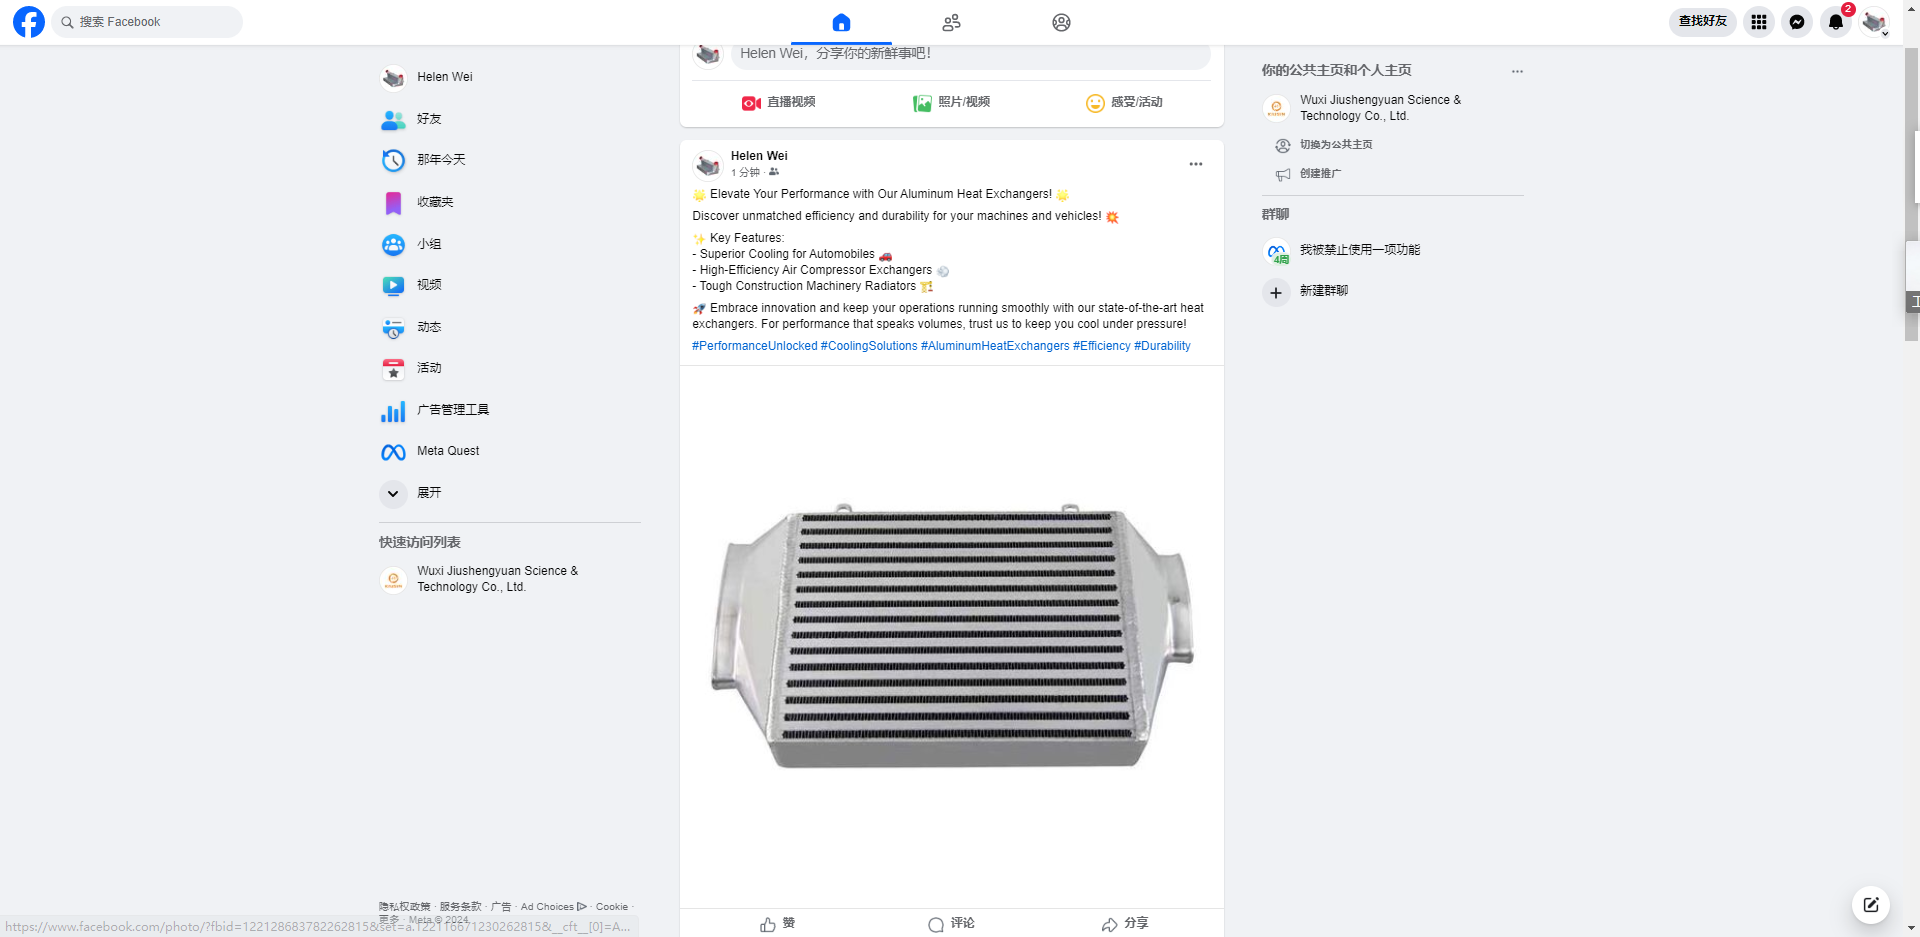 搜索 Facebook
查找好友
2
Helen Wei
好友
那年今天
收藏夹
小组
视频
动态
活动
广告管理工具
Meta Quest
展开
快速访问列表
Wuxi Jiushengyuan Science &
Technology Co., Ltd.
隐私权政策 · 服务条款 · 广告 · Ad Choices · Cookie ·
更多 · Meta © 2024
Helen Wei，分享你的新鲜事吧！
直播视频
照片/视频
感受/活动
Helen Wei
1 分钟 ·
🌟 Elevate Your Performance with Our Aluminum Heat Exchangers! 🌟
Discover unmatched efficiency and durability for your machines and vehicles! 💥
✨ Key Features:
- Superior Cooling for Automobiles 🚗
- High-Efficiency Air Compressor Exchangers 💨
- Tough Construction Machinery Radiators 🏗️
🚀 Embrace innovation and keep your operations running smoothly with our state-of-the-art heat
exchangers. For performance that speaks volumes, trust us to keep you cool under pressure!
#PerformanceUnlocked #CoolingSolutions #AluminumHeatExchangers #Efficiency #Durability
赞
评论
分享
你的公共主页和个人主页
Wuxi Jiushengyuan Science &
Technology Co., Ltd.
切换为公共主页
创建推广
群聊
4周
我被禁止使用一项功能
新建群聊
https://www.facebook.com/photo/?fbid=122128683782262815&set=a.122116671230262815&__cft__[0]=A...